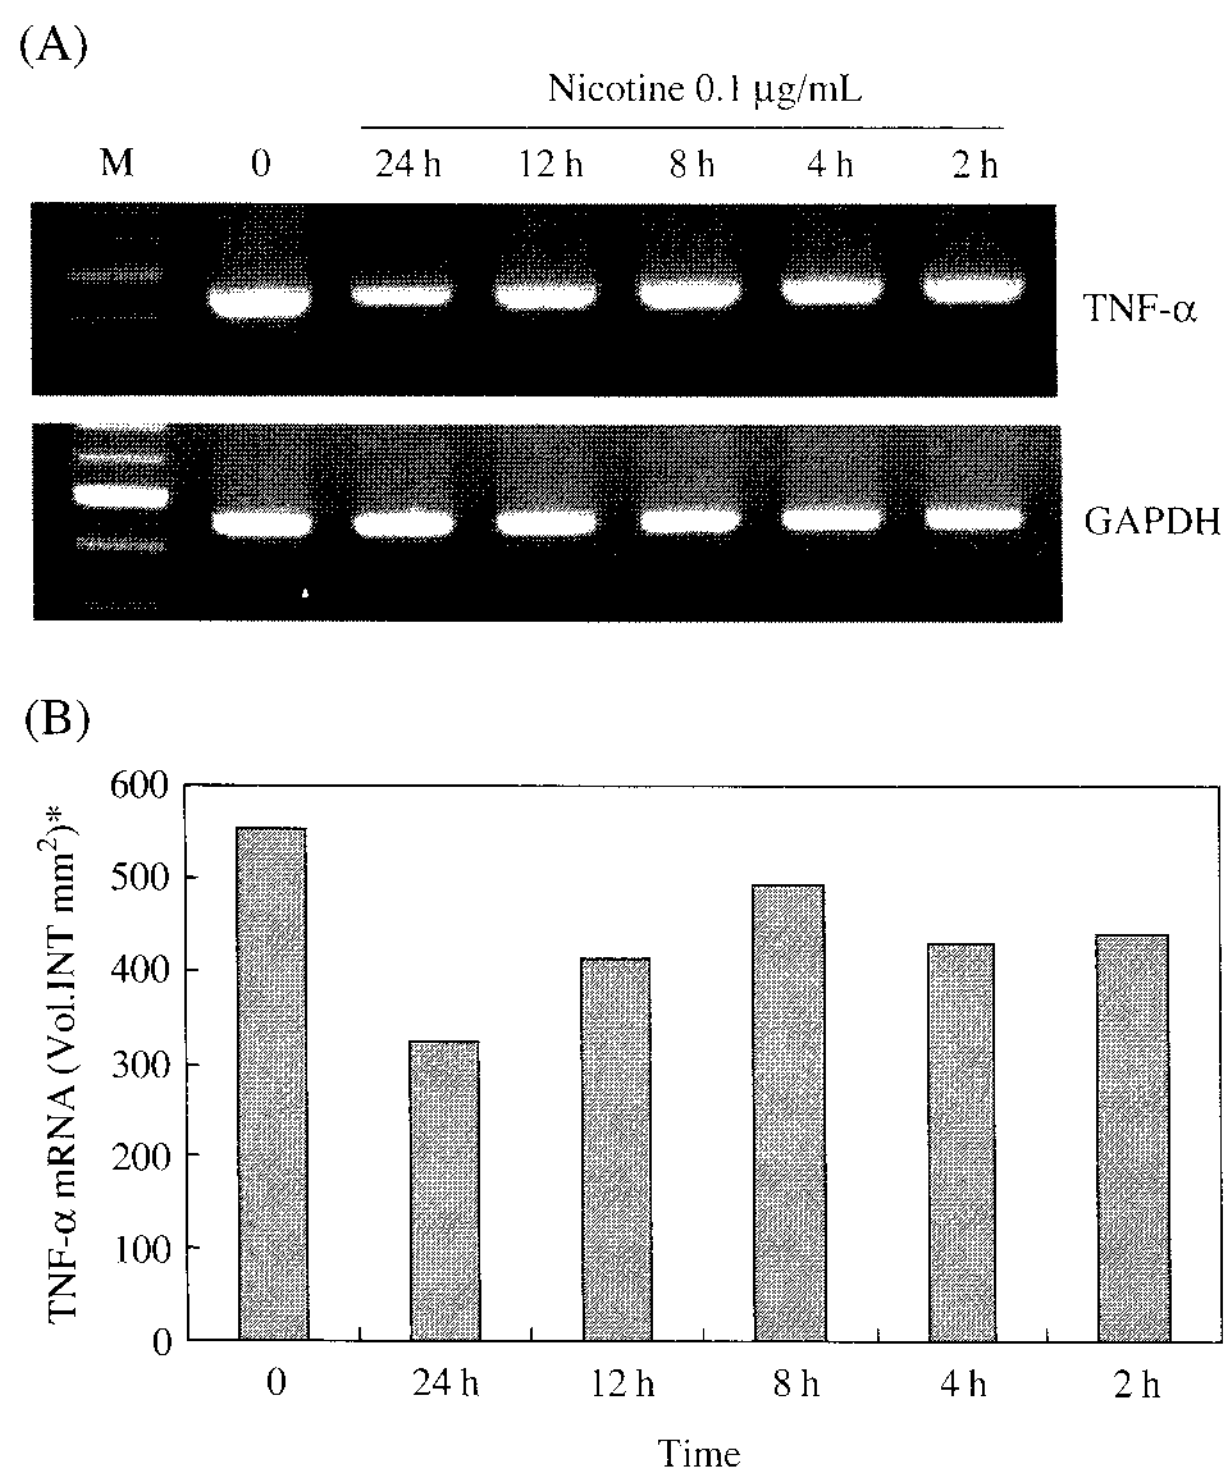 (A)
Nicotine 0.1 µg/mL
M 0 24 h 12 h 8 h 4 h 2 h
TNF-α
GAPDH
(B)
TNF-α mRNA (Vol.INT mm²)*
600
500
400
300
200
100
0
0 24 h 12 h 8 h 4 h 2 h
Time